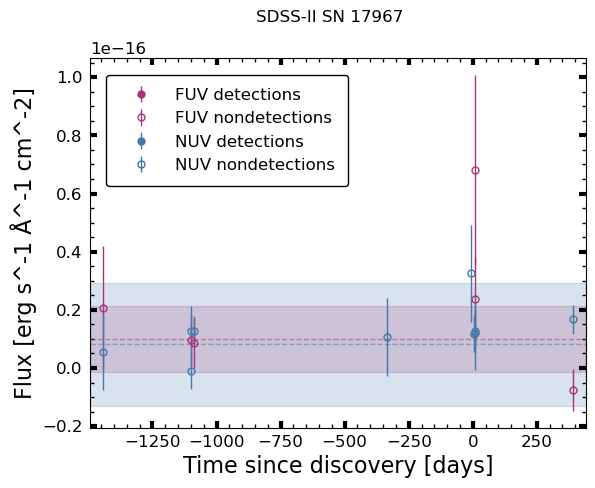 SDSS-II SN 17967
1e−16
FUV detections
FUV nondetections
NUV detections
NUV nondetections
1.0
0.8
0.6
0.4
0.2
0.0
−0.2
Flux [erg s^-1 Å^-1 cm^-2]
−1250 −1000 −750 −500 −250 0 250
Time since discovery [days]